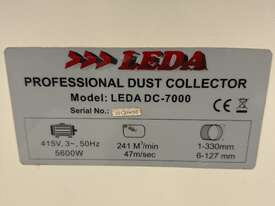 LEDA
PROFESSIONAL DUST COLLECTOR
Model: LEDA DC-7000
Serial No.:
CE
415V, 3~, 50Hz
5600W
241 M³/min
47m/sec
1-330mm
6-127 mm